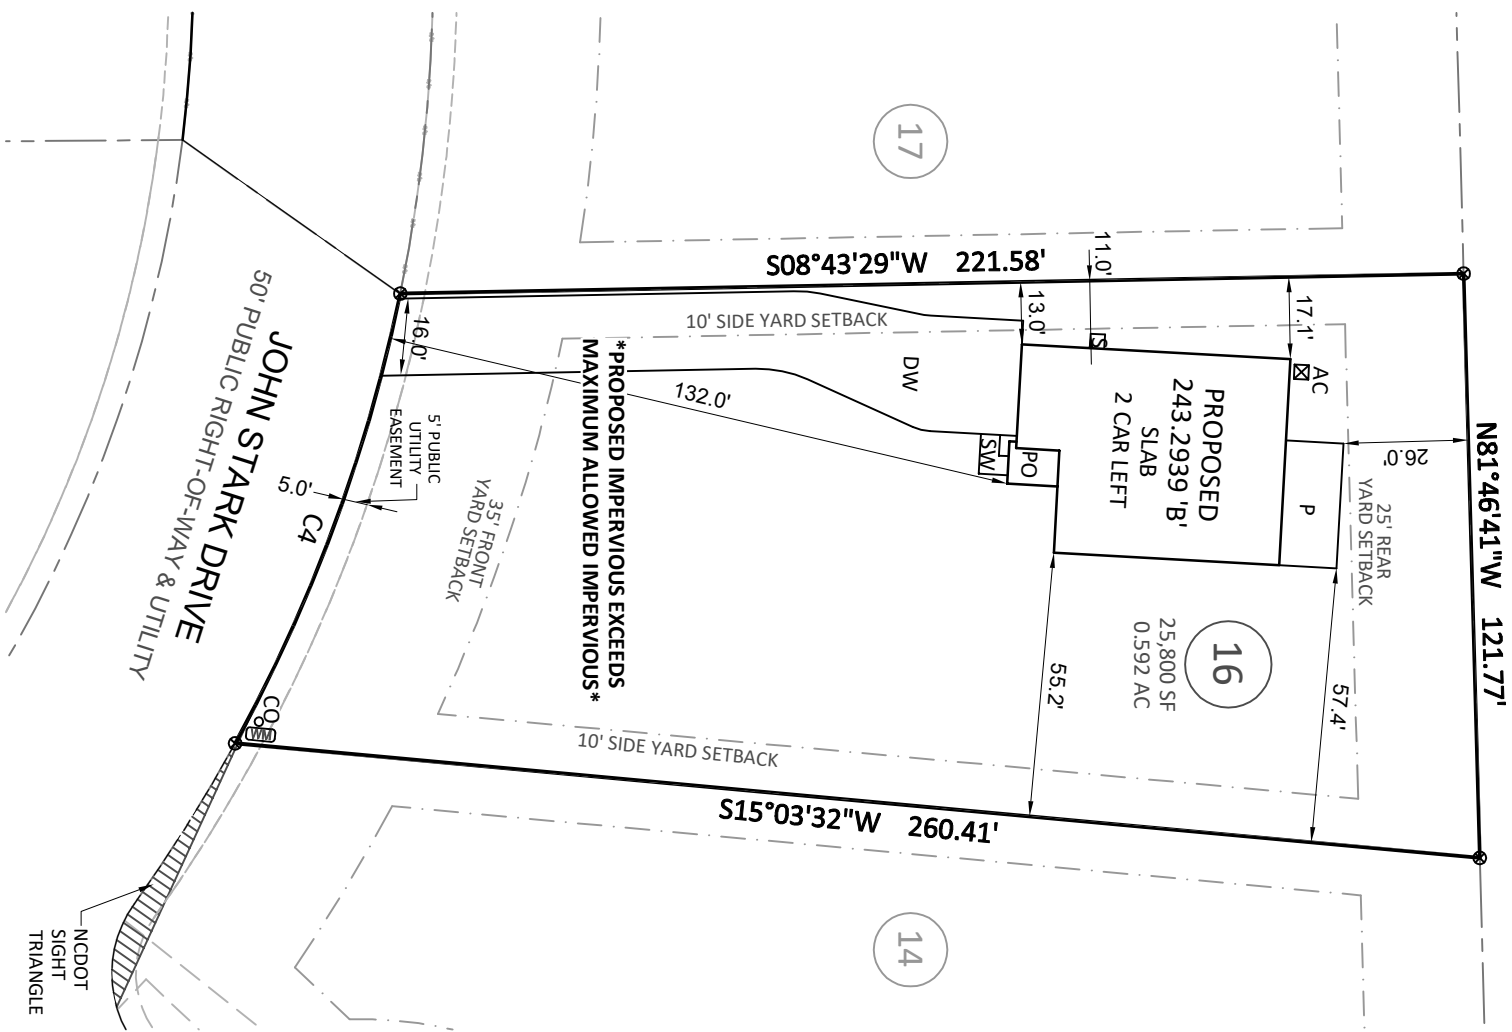 17
N81°46'41"W 121.77'
S08°43'29"W 221.58'
11.0'
13.0'
17.1'
10' SIDE YARD SETBACK
16.0'
AC
DW
132.0'
PROPOSED
243.2939 'B'
SLAB
2 CAR LEFT
26.0'
25' REAR
YARD SETBACK
P
PO
SW
LS
*PROPOSED IMPERVIOUS EXCEEDS
MAXIMUM ALLOWED IMPERVIOUS*
5' PUBLIC
UTILITY
EASEMENT
5.0'
C4
35' FRONT
YARD SETBACK
JOHN STARK DRIVE
50' PUBLIC RIGHT-OF-WAY & UTILITY
16
25,800 SF
0.592 AC
55.2'
57.4'
CO
WM
10' SIDE YARD SETBACK
S15°03'32"W 260.41'
14
NCDOT
SIGHT
TRIANGLE